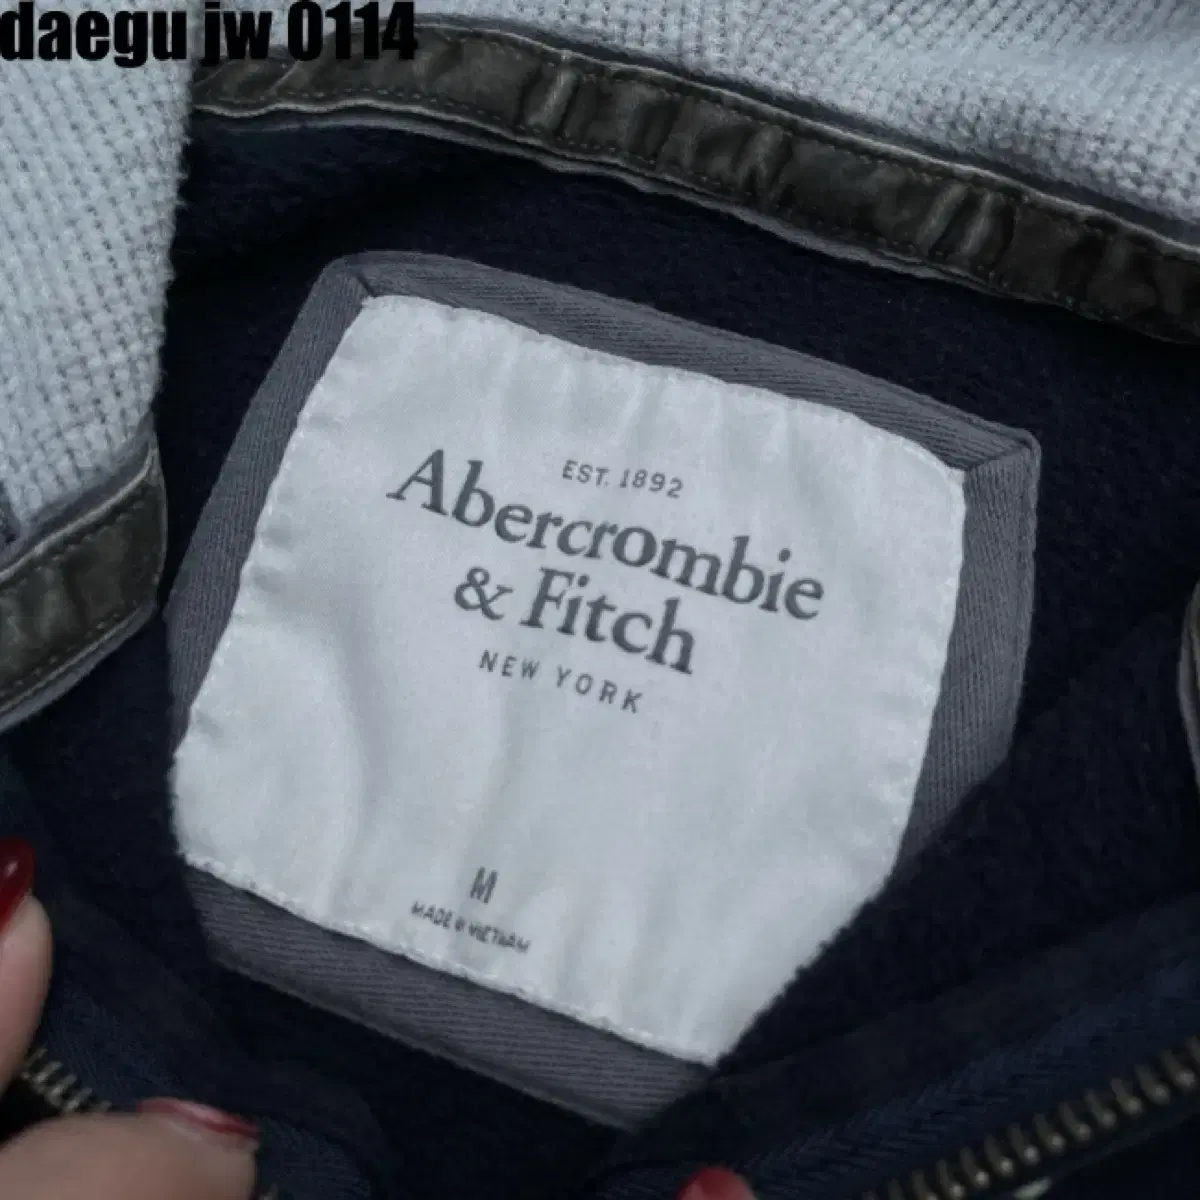 daegu jw 0114
EST. 1892
Abercrombie
& Fitch
NEW YORK
M
MADE IN VIETNAM